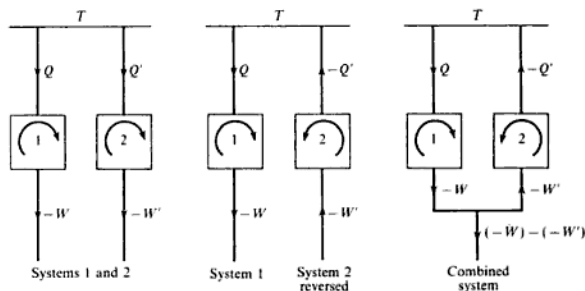 T
T
T
Q
Q'
Q
-Q'
Q
-Q'
1
2
1
2
1
2
-W
-W'
-W
-W'
-W
-W'
(-W) - (-W')
Systems 1 and 2
System 1
System 2
reversed
Combined
system